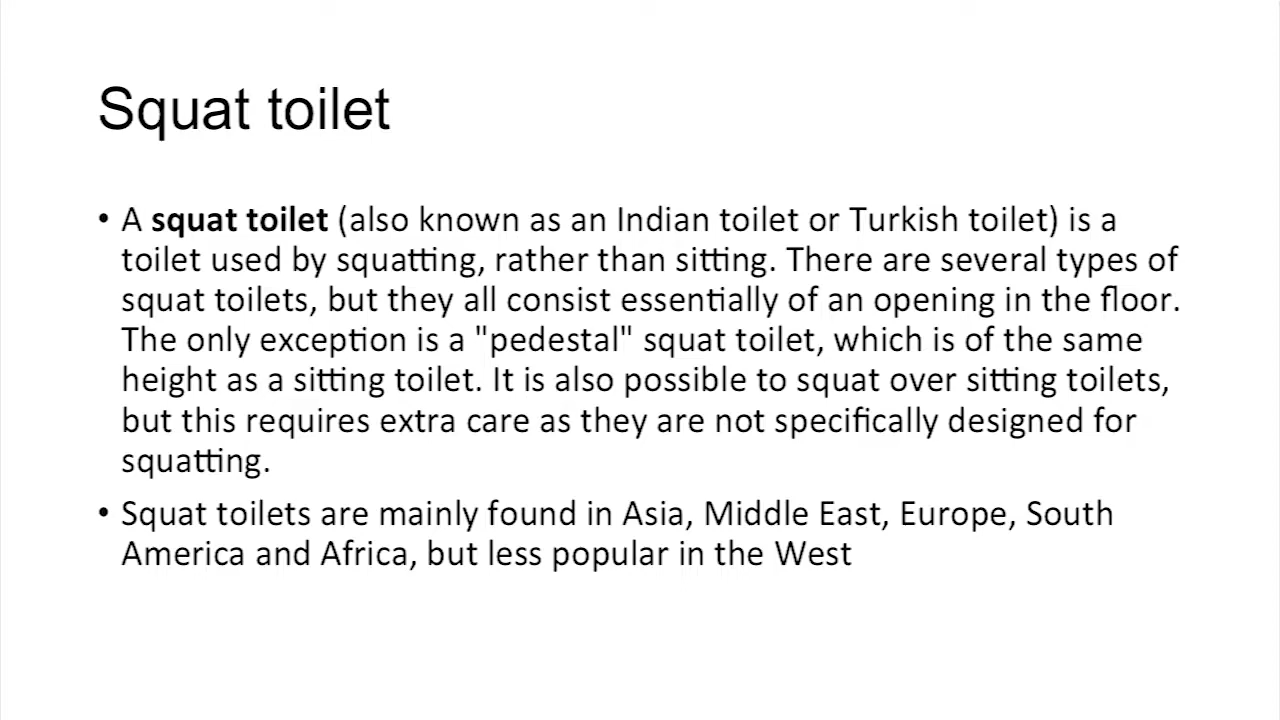 Squat toilet
• A squat toilet (also known as an Indian toilet or Turkish toilet) is a
toilet used by squatting, rather than sitting. There are several types of
squat toilets, but they all consist essentially of an opening in the floor.
The only exception is a "pedestal" squat toilet, which is of the same
height as a sitting toilet. It is also possible to squat over sitting toilets,
but this requires extra care as they are not specifically designed for
squatting.
• Squat toilets are mainly found in Asia, Middle East, Europe, South
America and Africa, but less popular in the West